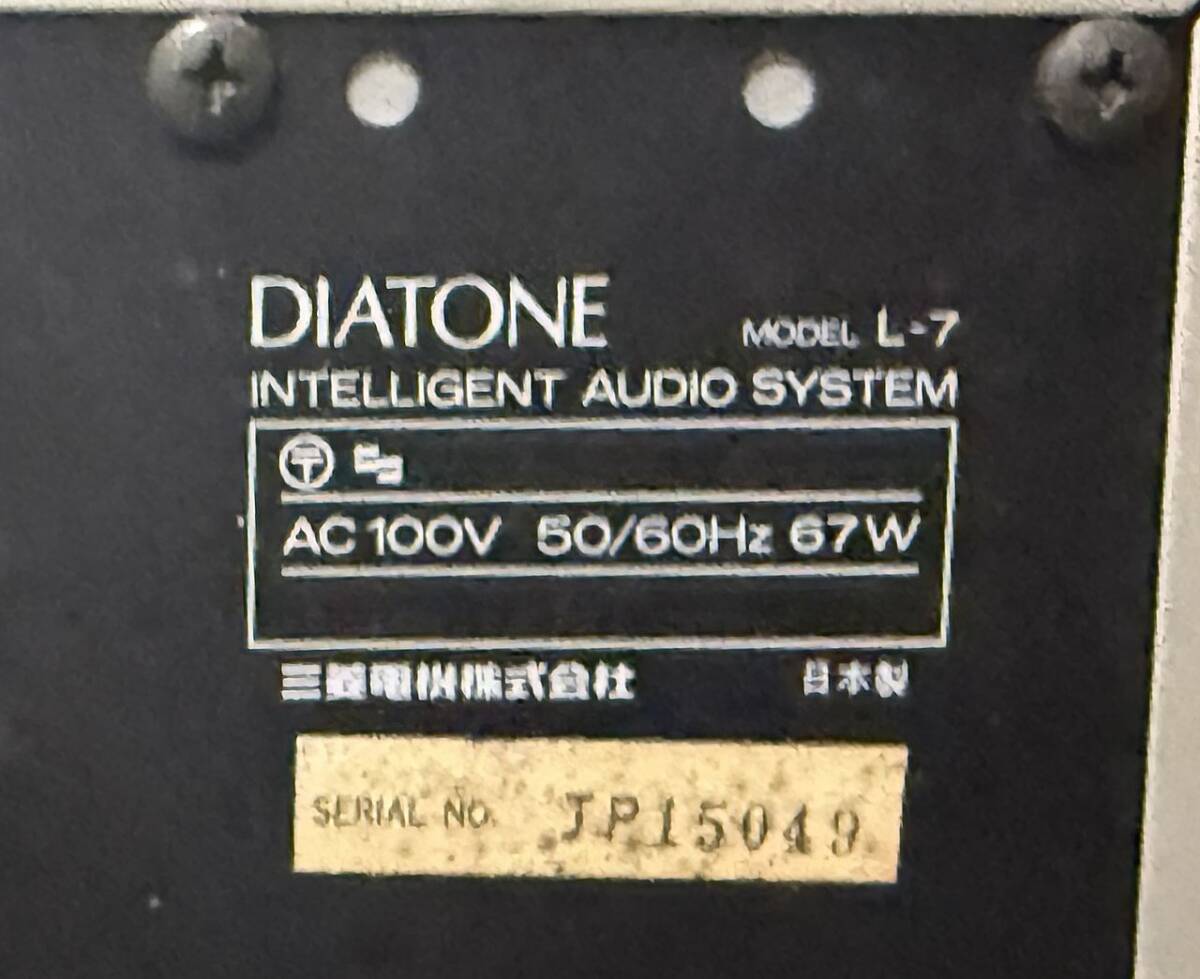 DIATONE MODEL L-7
INTELLIGENT AUDIO SYSTEM
AC 100V 50/60Hz 67W
三菱電機株式会社 日本製
SERIAL NO. JP15049